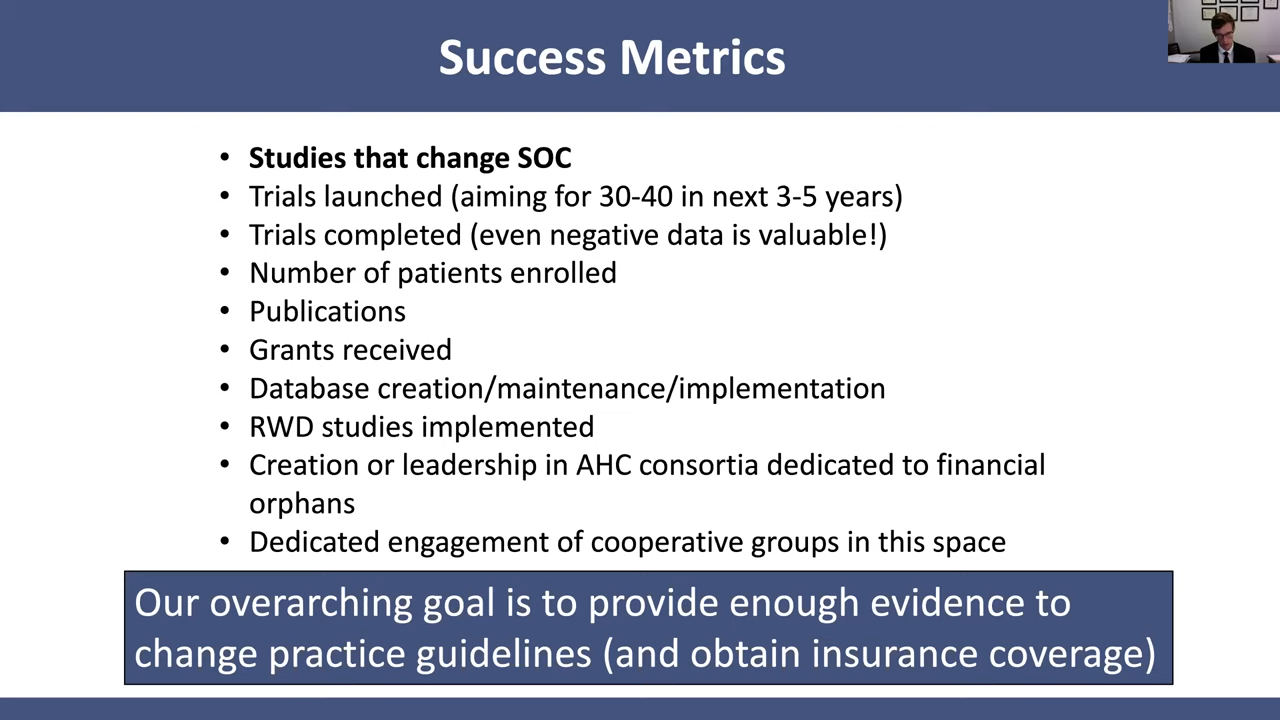 Success Metrics
• Studies that change SOC
• Trials launched (aiming for 30-40 in next 3-5 years)
• Trials completed (even negative data is valuable!)
• Number of patients enrolled
• Publications
• Grants received
• Database creation/maintenance/implementation
• RWD studies implemented
• Creation or leadership in AHC consortia dedicated to financial
orphans
• Dedicated engagement of cooperative groups in this space
Our overarching goal is to provide enough evidence to
change practice guidelines (and obtain insurance coverage)